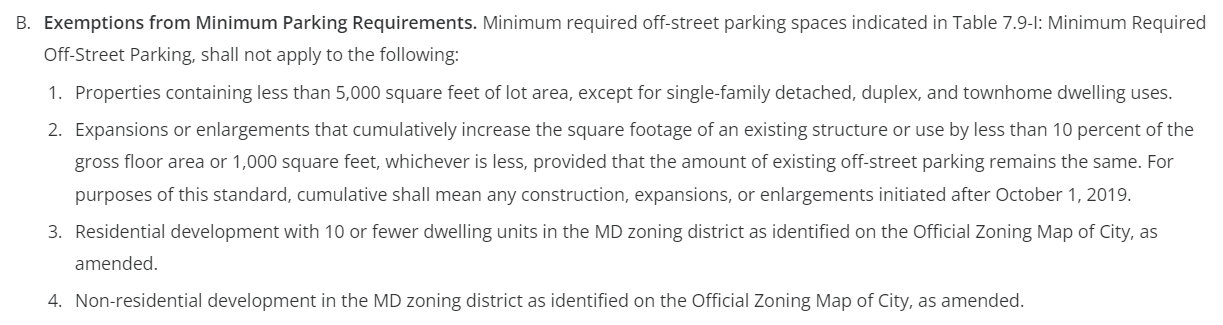 B. Exemptions from Minimum Parking Requirements. Minimum required off-street parking spaces indicated in Table 7.9-I: Minimum Required
Off-Street Parking, shall not apply to the following:
1. Properties containing less than 5,000 square feet of lot area, except for single-family detached, duplex, and townhome dwelling uses.
2. Expansions or enlargements that cumulatively increase the square footage of an existing structure or use by less than 10 percent of the
gross floor area or 1,000 square feet, whichever is less, provided that the amount of existing off-street parking remains the same. For
purposes of this standard, cumulative shall mean any construction, expansions, or enlargements initiated after October 1, 2019.
3. Residential development with 10 or fewer dwelling units in the MD zoning district as identified on the Official Zoning Map of City, as
amended.
4. Non-residential development in the MD zoning district as identified on the Official Zoning Map of City, as amended.